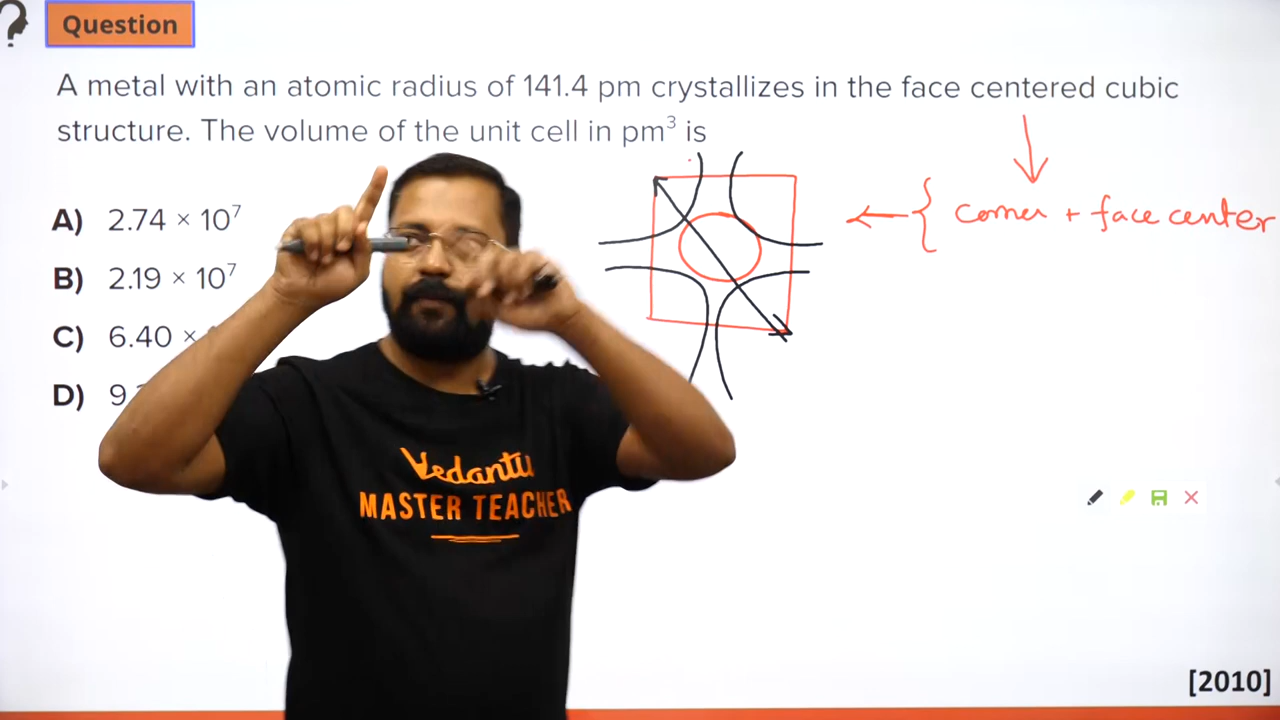 Question
A metal with an atomic radius of 141.4 pm crystallizes in the face centered cubic
structure. The volume of the unit cell in pm³ is
A) 2.74 × 10⁷
B) 2.19 × 10⁷
C) 6.40 ×
D) 9
corner + face center
Vedantu
MASTER TEACHER
[2010]